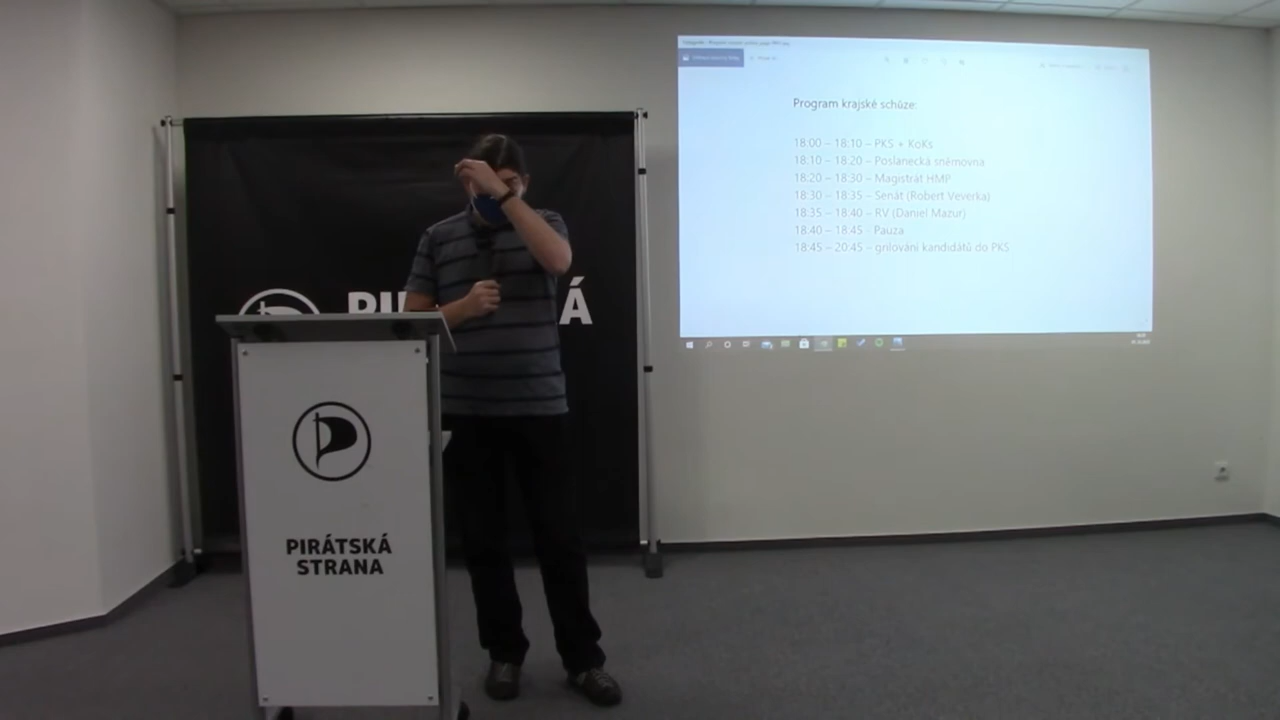 Program krajské schůze:
18:00 – 18:10 – PKS + KoKs
18:10 – 18:20 – Poslanecká sněmovna
18:20 – 18:30 – Magistrát HMP
18:30 – 18:35 – Senát (Robert Veverka)
18:35 – 18:40 – RV (Daniel Mazur)
18:40 – 18:45 - Pauza
18:45 – 20:45 – grilování kandidátů do PKS
PI
Á
PIRÁTSKÁ
STRANA